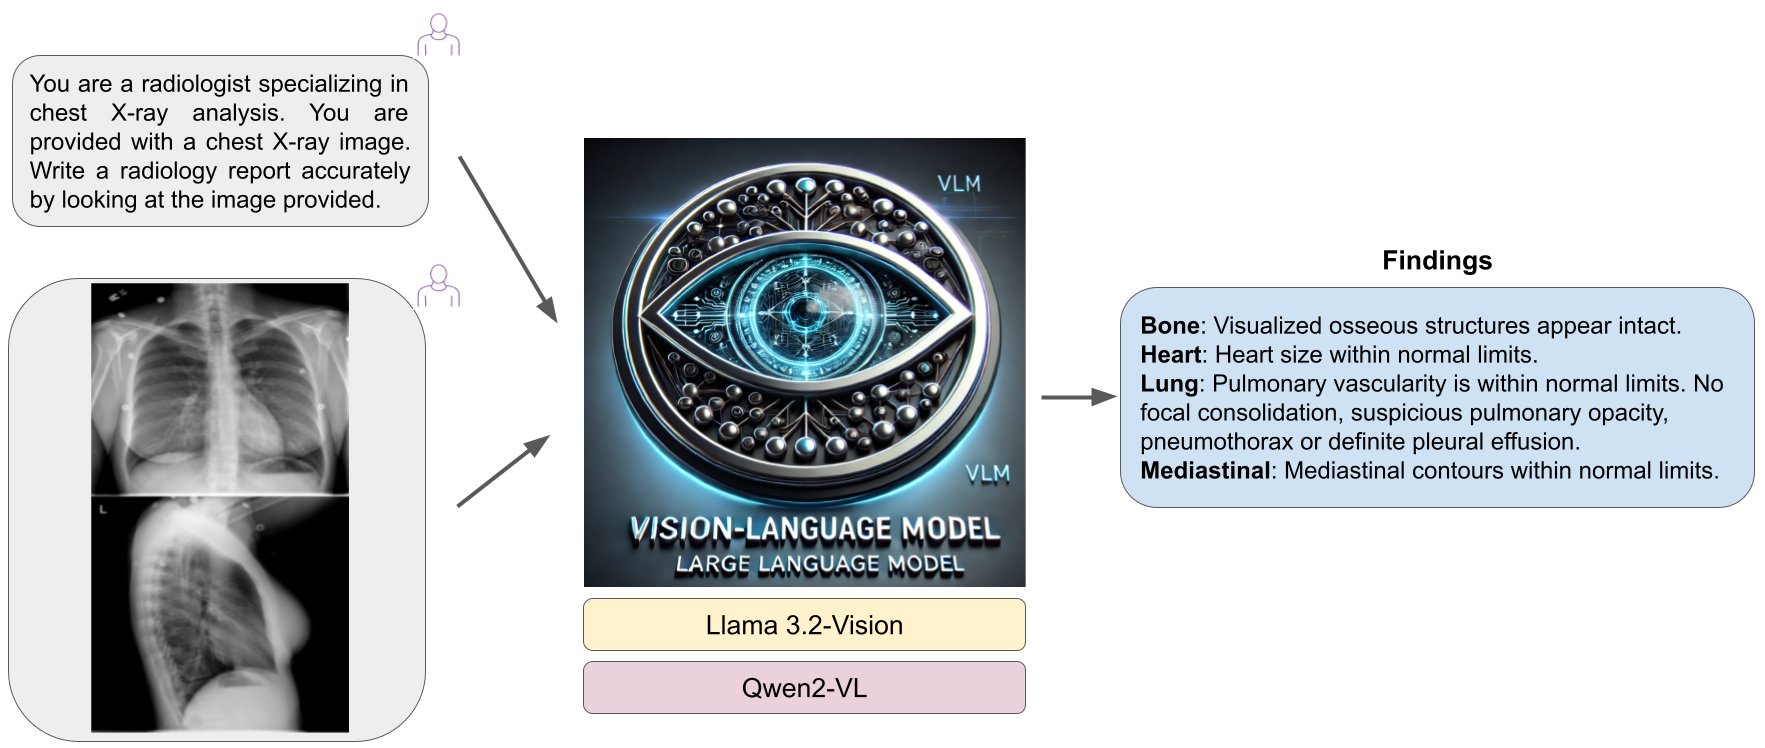 You are a radiologist specializing in
chest X-ray analysis. You are
provided with a chest X-ray image.
Write a radiology report accurately
by looking at the image provided.
L
VLM
VLM
VISION-LANGUAGE MODEL
LARGE LANGUAGE MODEL
Llama 3.2-Vision
Qwen2-VL
Findings
Bone: Visualized osseous structures appear intact.
Heart: Heart size within normal limits.
Lung: Pulmonary vascularity is within normal limits. No
focal consolidation, suspicious pulmonary opacity,
pneumothorax or definite pleural effusion.
Mediastinal: Mediastinal contours within normal limits.